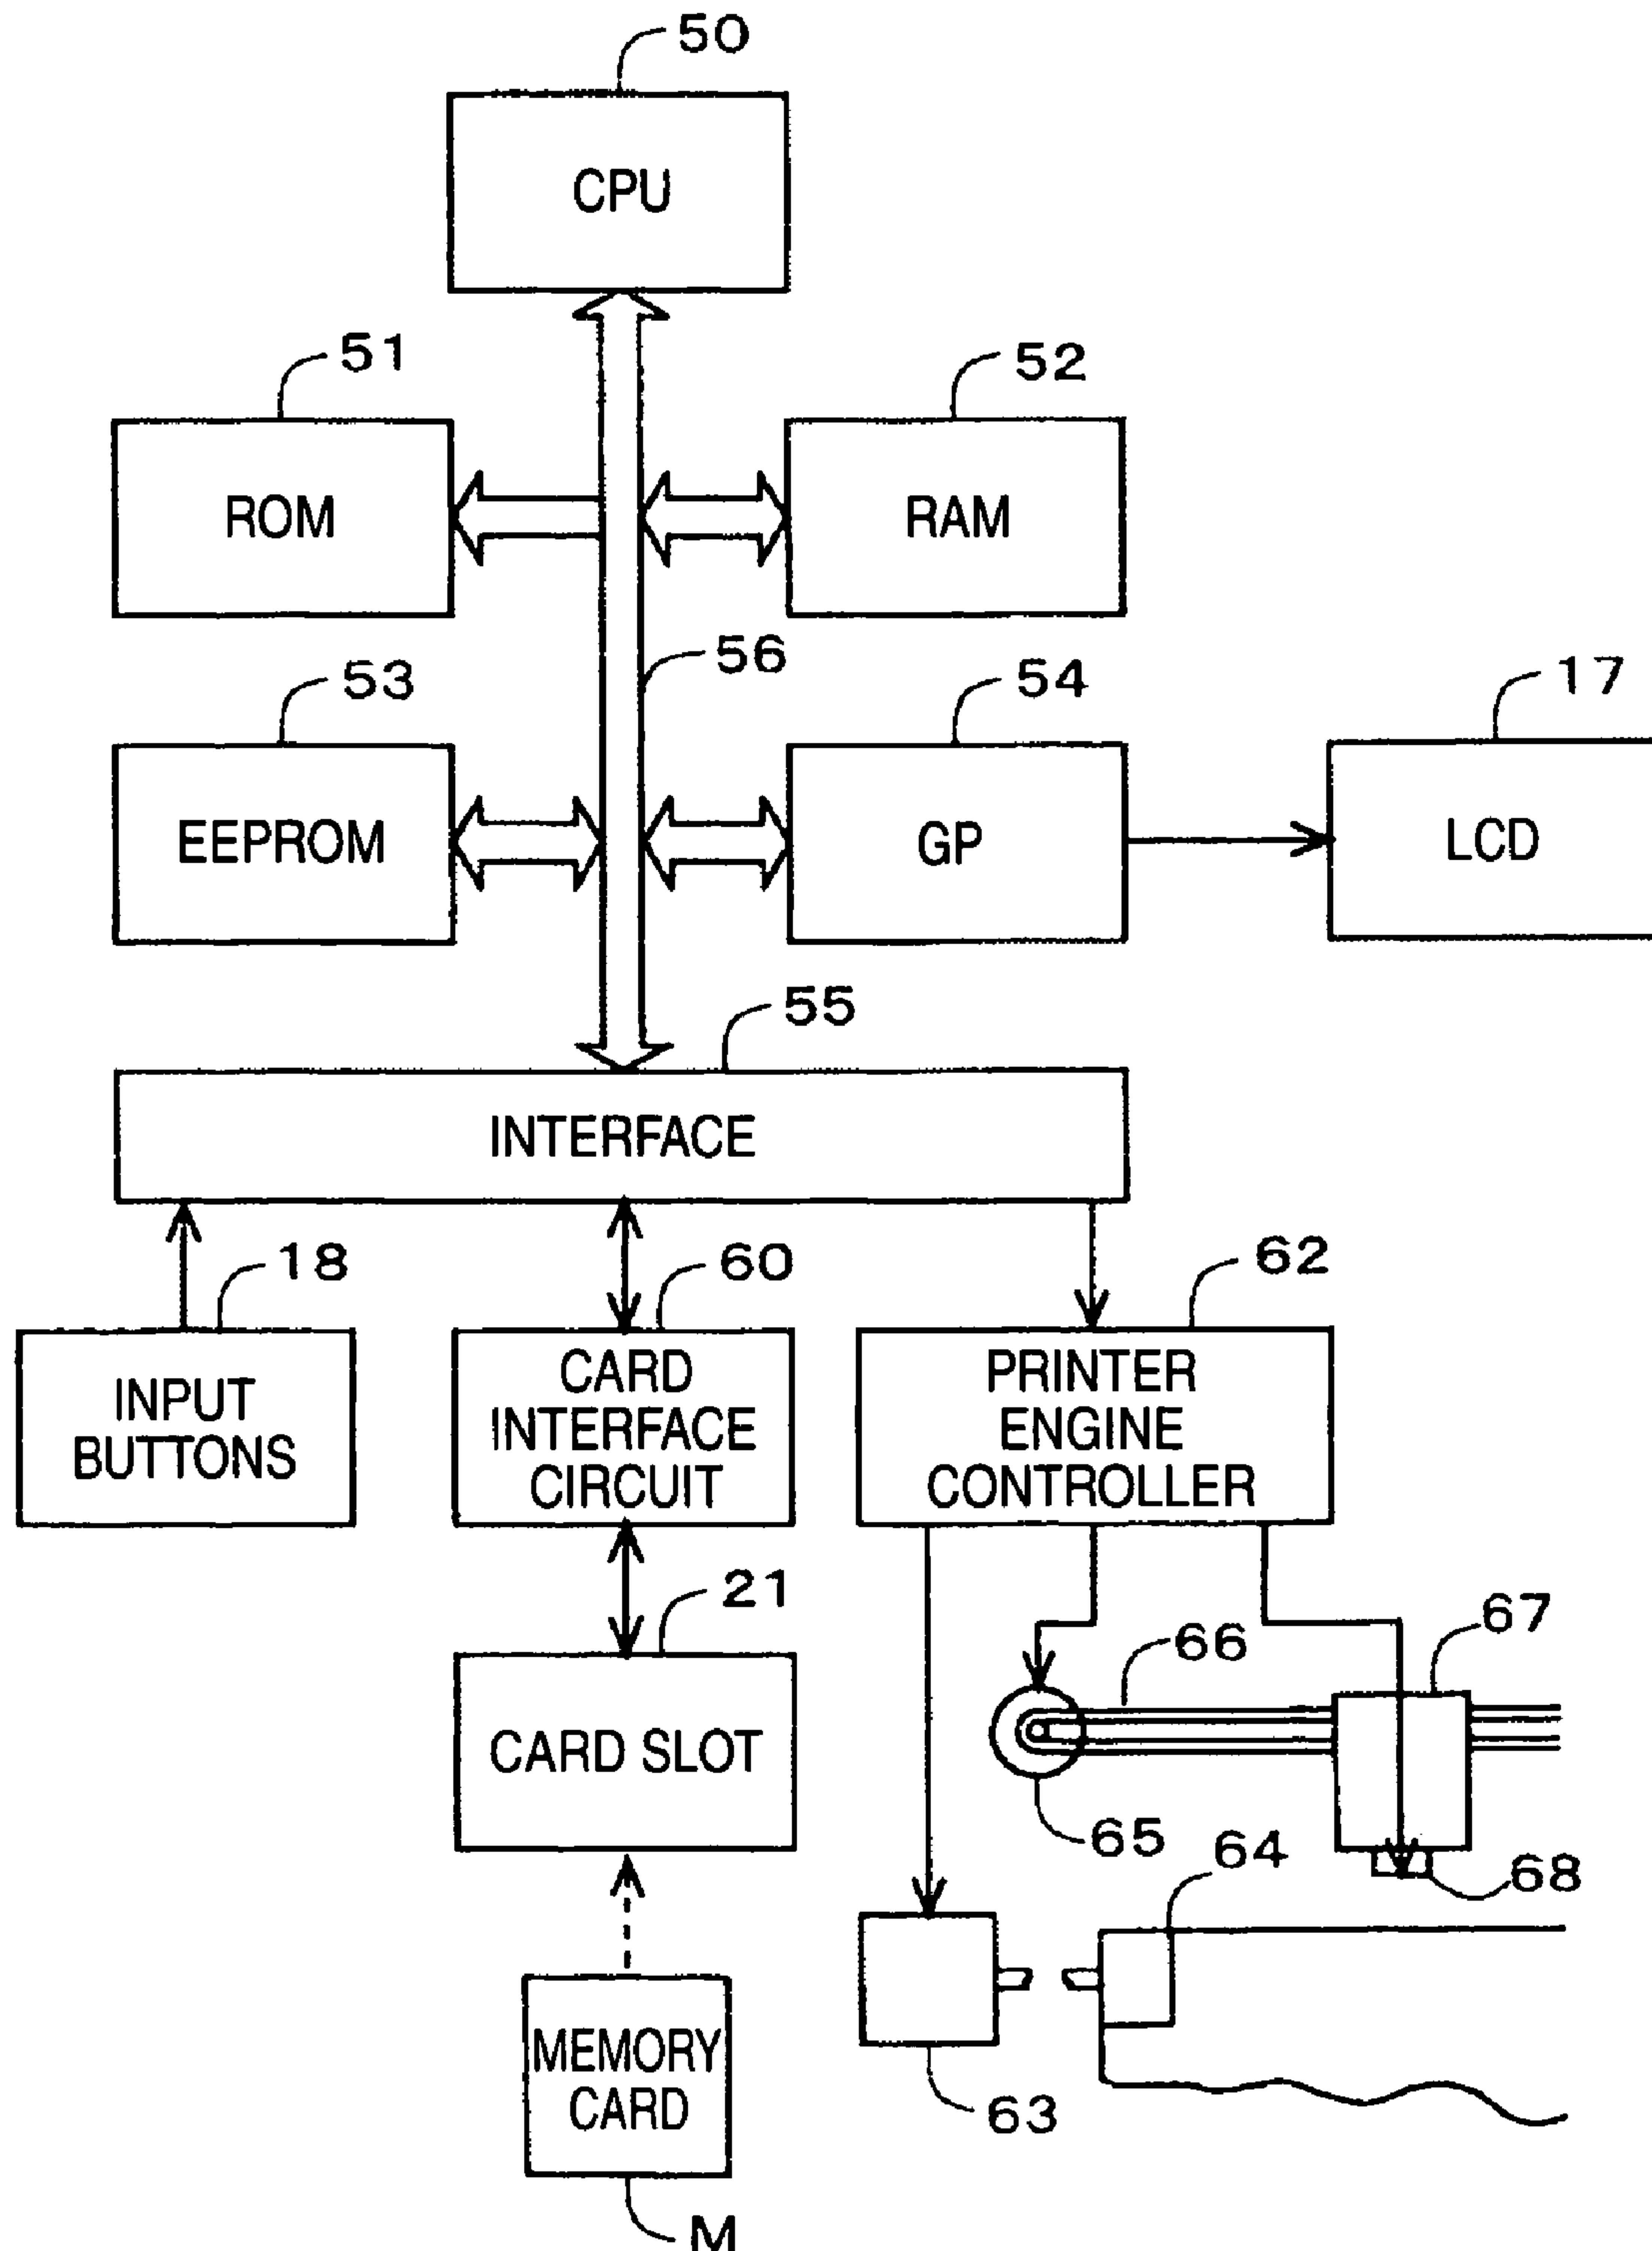 50
CPU
51
52
ROM
RAM
56
53
54
17
EEPROM
GP
LCD
55
INTERFACE
18
60
62
INPUT
BUTTONS
CARD
INTERFACE
CIRCUIT
PRINTER
ENGINE
CONTROLLER
21
67
66
CARD SLOT
65
64
68
MEMORY
CARD
63
M